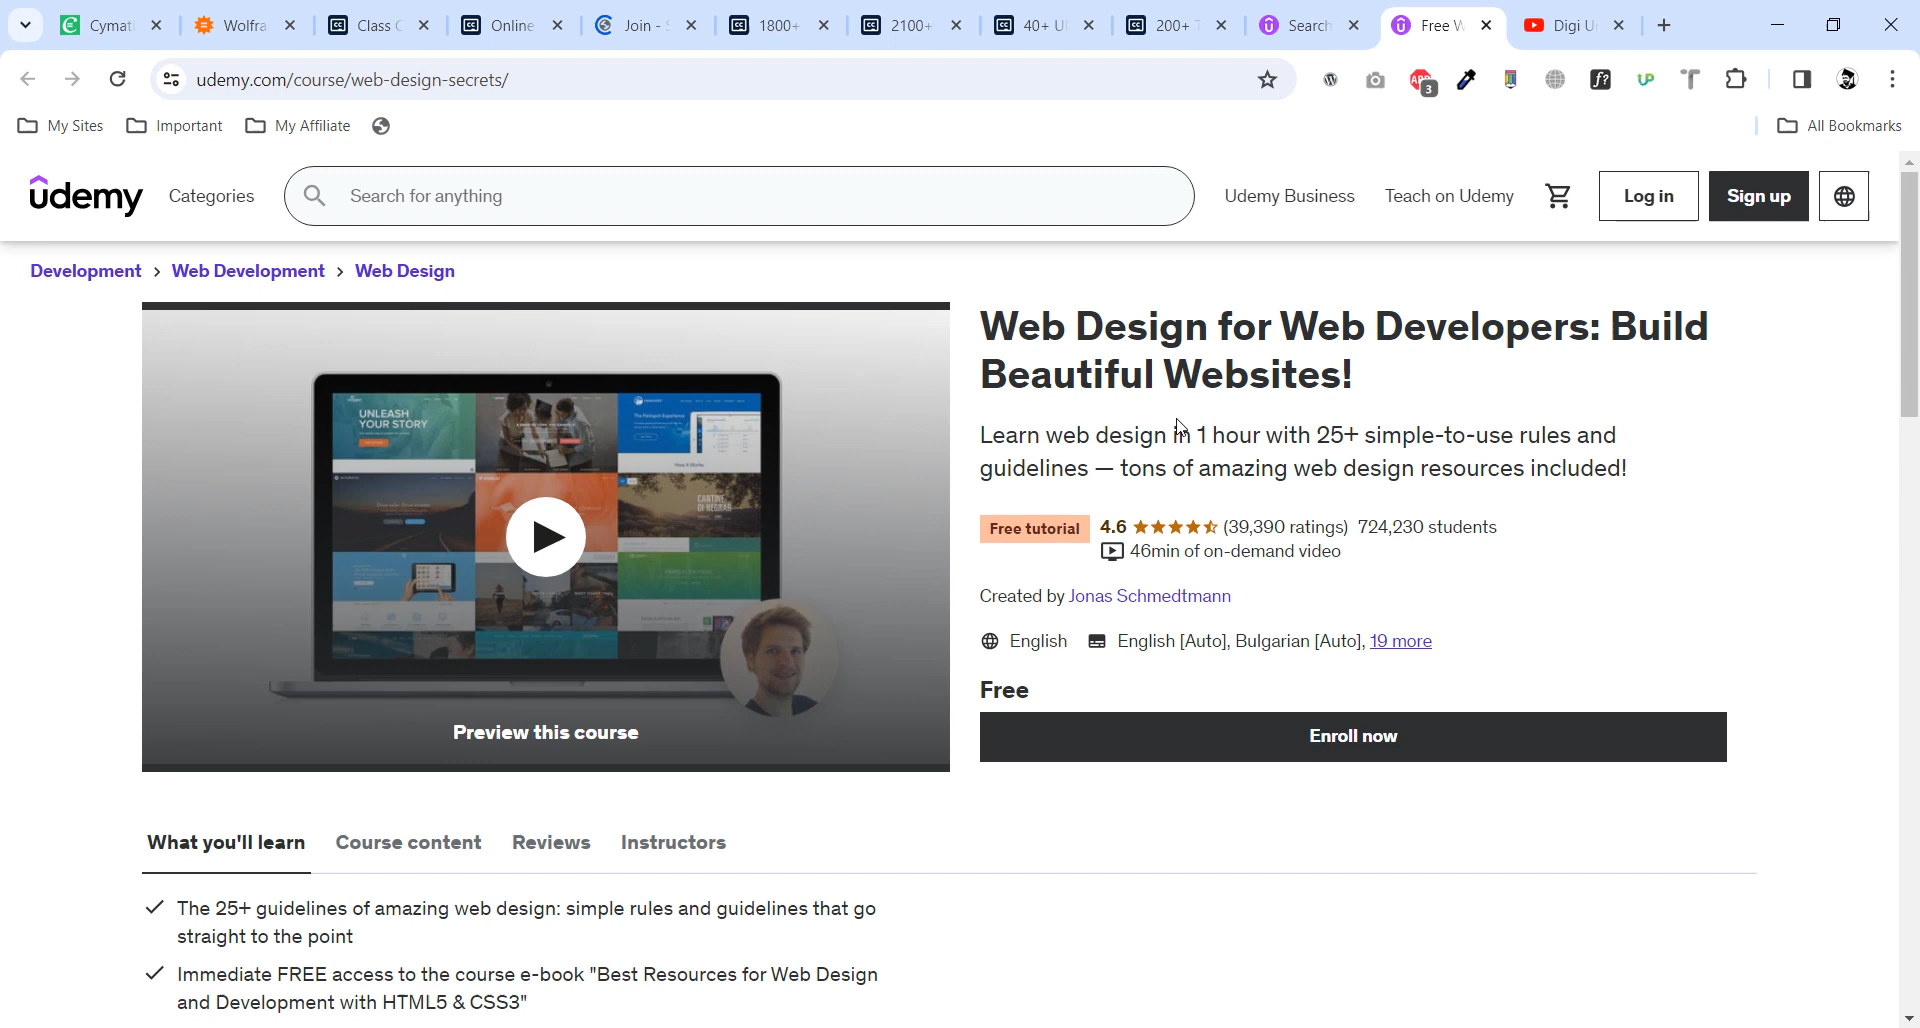 Cymat
Wolfra
Class C
Online
Join - S
1800+
2100+
40+ UI
200+ T
Search
Free W
Digi U
udemy.com/course/web-design-secrets/
3
My Sites
Important
My Affiliate
All Bookmarks
udemy
Categories
Search for anything
Udemy Business
Teach on Udemy
Log in
Sign up
Development > Web Development > Web Design
UNLEASH
YOUR STORY
Preview this course
Web Design for Web Developers: Build
Beautiful Websites!
Learn web design in 1 hour with 25+ simple-to-use rules and
guidelines — tons of amazing web design resources included!
Free tutorial
4.6 (39,390 ratings) 724,230 students
46min of on-demand video
Created by Jonas Schmedtmann
English
English [Auto], Bulgarian [Auto], 19 more
Free
Enroll now
What you'll learn
Course content
Reviews
Instructors
The 25+ guidelines of amazing web design: simple rules and guidelines that go
straight to the point
Immediate FREE access to the course e-book "Best Resources for Web Design
and Development with HTML5 & CSS3"